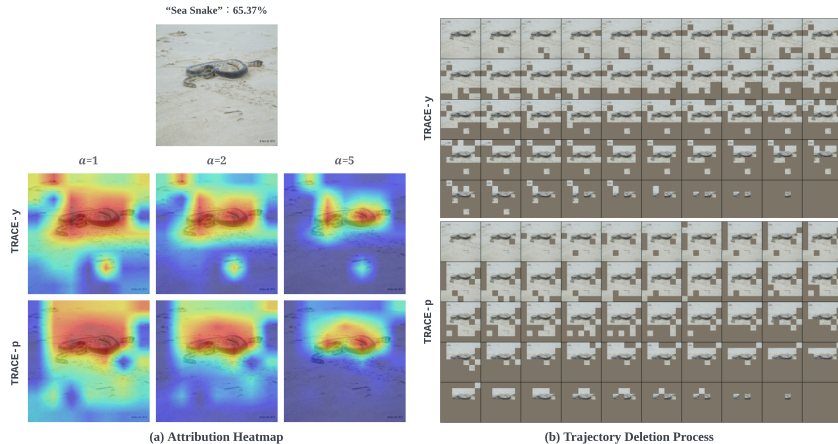 “Sea Snake”：65.37%
α=1
α=2
α=5
TRACE-y
TRACE-p
(a) Attribution Heatmap
TRACE-y
TRACE-p
(b) Trajectory Deletion Process